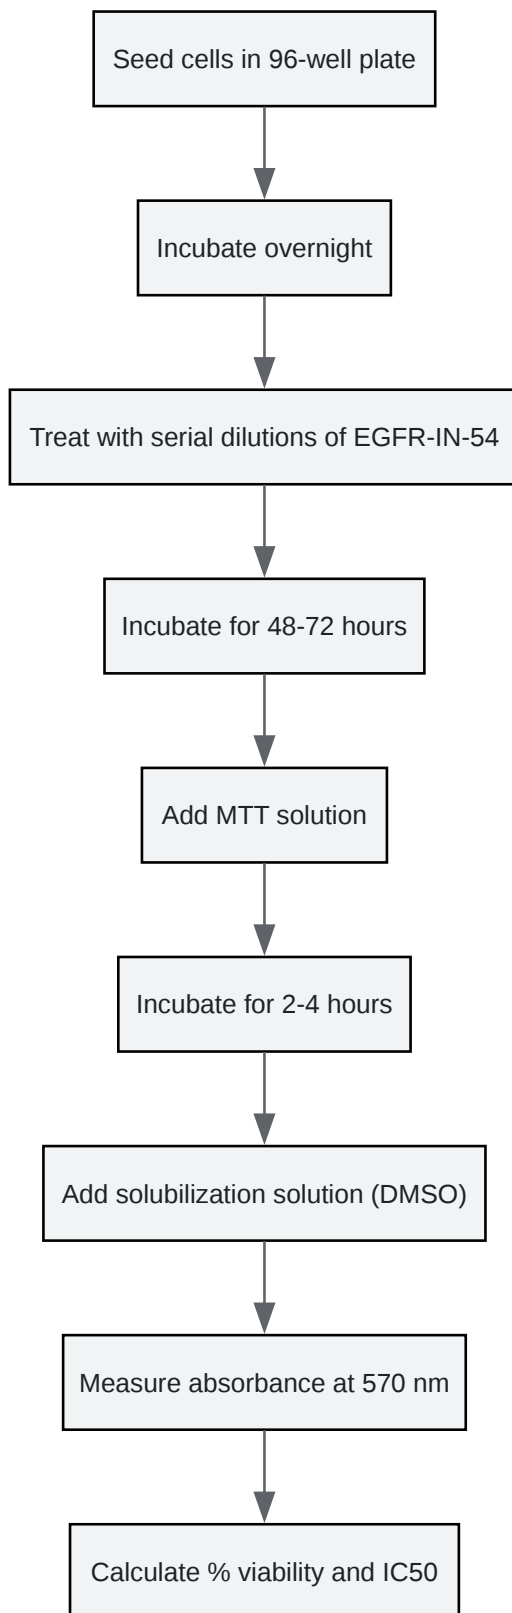 Seed cells in 96-well plate
Incubate overnight
Treat with serial dilutions of EGFR-IN-54
Incubate for 48-72 hours
Add MTT solution
Incubate for 2-4 hours
Add solubilization solution (DMSO)
Measure absorbance at 570 nm
Calculate % viability and IC50